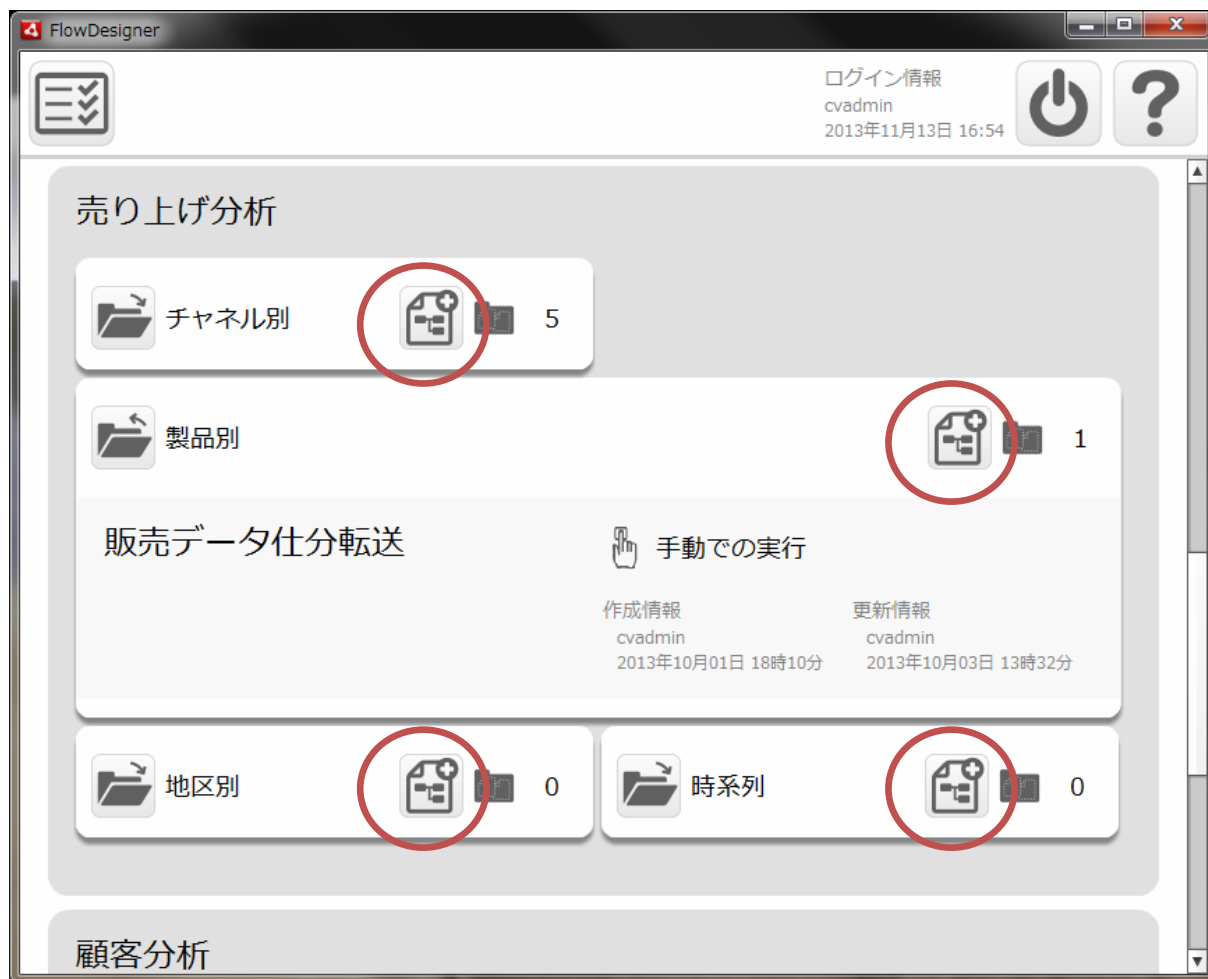 FlowDesigner
ログイン情報
cvadmin
2013年11月13日 16:54
売り上げ分析
チャネル別 5
製品別 1
販売データ仕分転送
手動での実行
作成情報 更新情報
cvadmin cvadmin
2013年10月01日 18時10分 2013年10月03日 13時32分
地区別 0 時系列 0
顧客分析